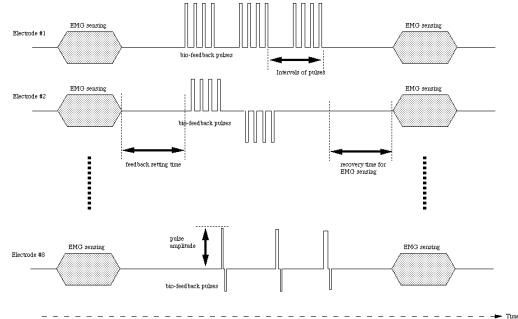 EMG sensing
EMG sensing
Electrode #1
bio-feedback pulses
Intervals of pulses
EMG sensing
EMG sensing
Electrode #2
bio-feedback pulses
feedback setting time
recovery time for
EMG sensing
pulse
amplitude
EMG sensing
EMG sensing
Electrode #8
bio-feedback pulses
Time